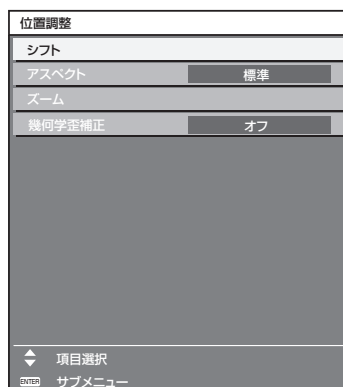 位置調整
シフト
アスペクト 標準
ズーム
幾何学歪補正 オフ
項目選択
ENTER サブメニュー